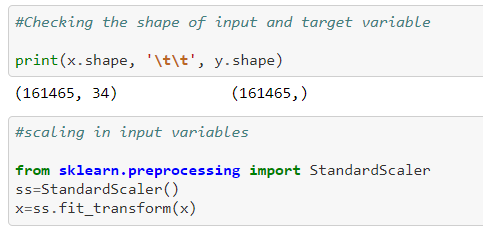 #Checking the shape of input and target variable
print(x.shape, '\t\t', y.shape)
(161465, 34) (161465,)
#scaling in input variables
from sklearn.preprocessing import StandardScaler
ss=StandardScaler()
x=ss.fit_transform(x)